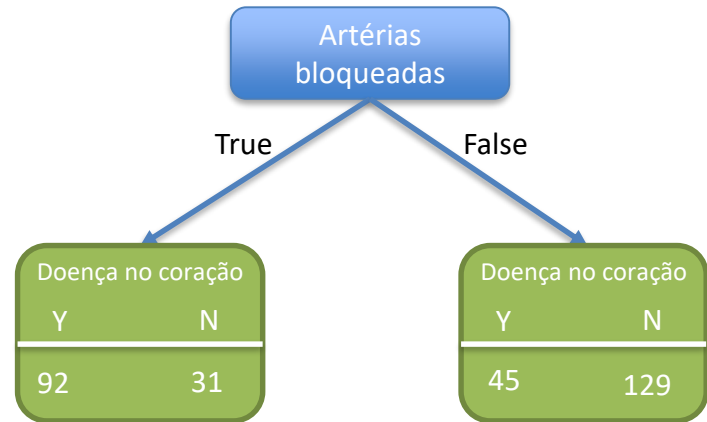 Artérias
bloqueadas
True
False
Doença no coração
Y N
92 31
Doença no coração
Y N
45 129